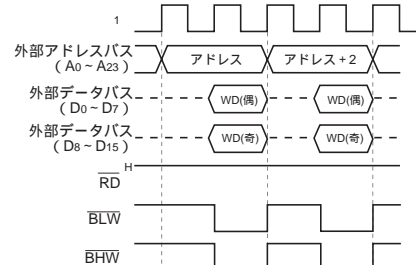 1
外部アドレスバス
( A0 ~ A23 )
アドレス
アドレス+2
外部データバス
( D0 ~ D7 )
WD(偶)
WD(偶)
外部データバス
( D8 ~ D15 )
WD(奇)
WD(奇)
H
RD
BLW
BHW